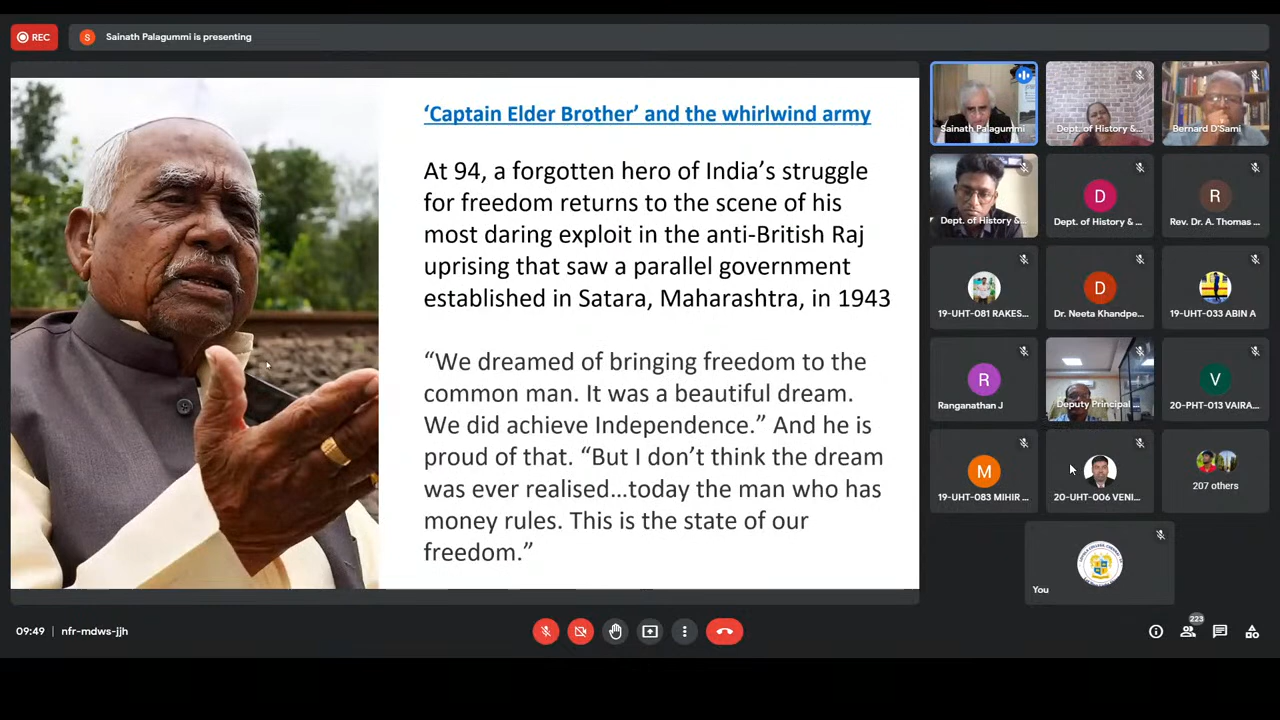 REC
S
Sainath Palagummi is presenting
‘Captain Elder Brother’ and the whirlwind army
At 94, a forgotten hero of India’s struggle
for freedom returns to the scene of his
most daring exploit in the anti-British Raj
uprising that saw a parallel government
established in Satara, Maharashtra, in 1943
“We dreamed of bringing freedom to the
common man. It was a beautiful dream.
We did achieve Independence.” And he is
proud of that. “But I don’t think the dream
was ever realised...today the man who has
money rules. This is the state of our
freedom.”
Sainath Palagummi
Dept. of History &...
Bernard D'Sami
Dept. of History &...
D
Dept. of History & ...
R
Rev. Dr. A. Thomas ...
19-UHT-081 RAKES...
D
Dr. Neeta Khandpe...
19-UHT-033 ABIN A
R
Ranganathan J
Deputy Principal ...
V
20-PHT-013 VAIRA...
M
19-UHT-083 MIHIR ...
20-UHT-006 VENI...
207 others
You
09:49 | nfr-mdws-jjh
223